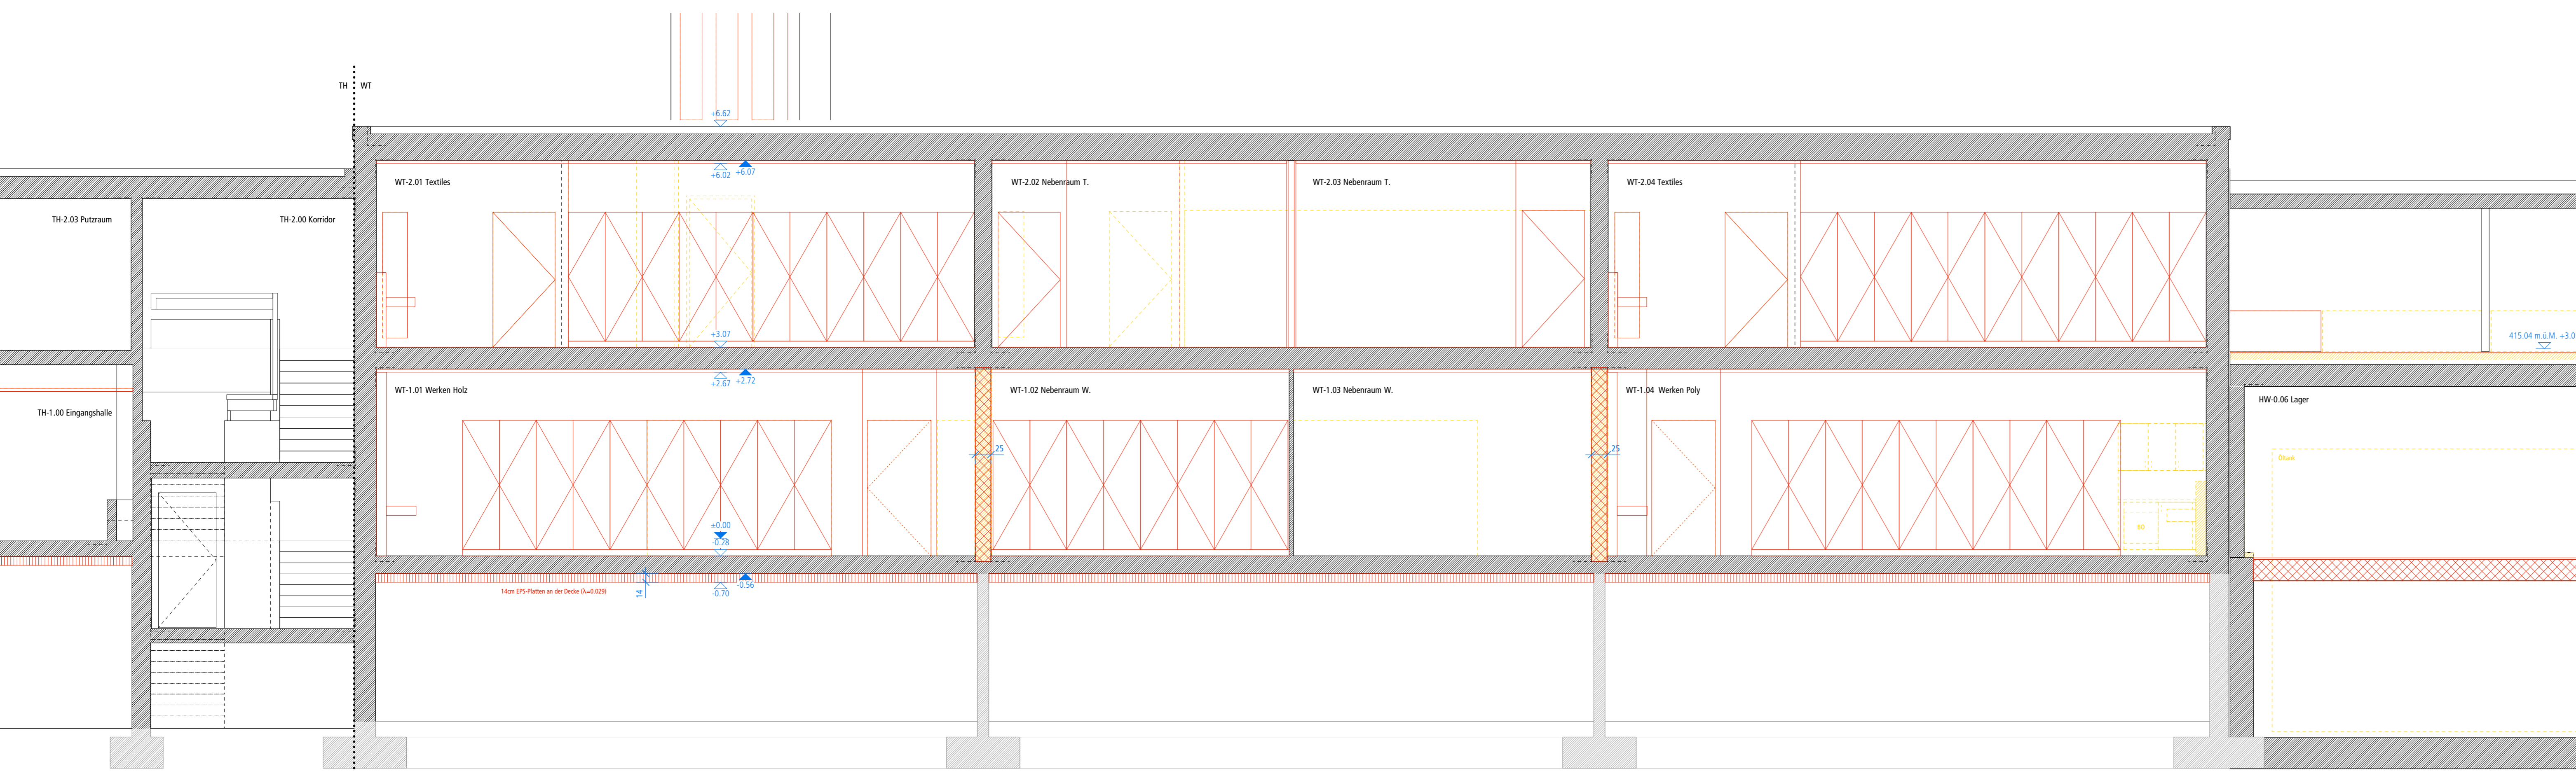 TH WT
+6.62
WT-2.01 Textiles
+6.02 +6.07
WT-2.02 Nebenraum T.
WT-2.03 Nebenraum T.
WT-2.04 Textiles
TH-2.03 Putzraum
TH-2.00 Korridor
+3.07
415.04 m.ü.M. +3.0
+2.67 +2.72
WT-1.01 Werken Holz
WT-1.02 Nebenraum W.
WT-1.03 Nebenraum W.
WT-1.04 Werken Poly
HW-0.06 Lager
TH-1.00 Eingangshalle
25
25
Öltank
±0.00
-0.28
BO
-0.56
-0.70
14
14cm EPS-Platten an der Decke (λ=0.029)